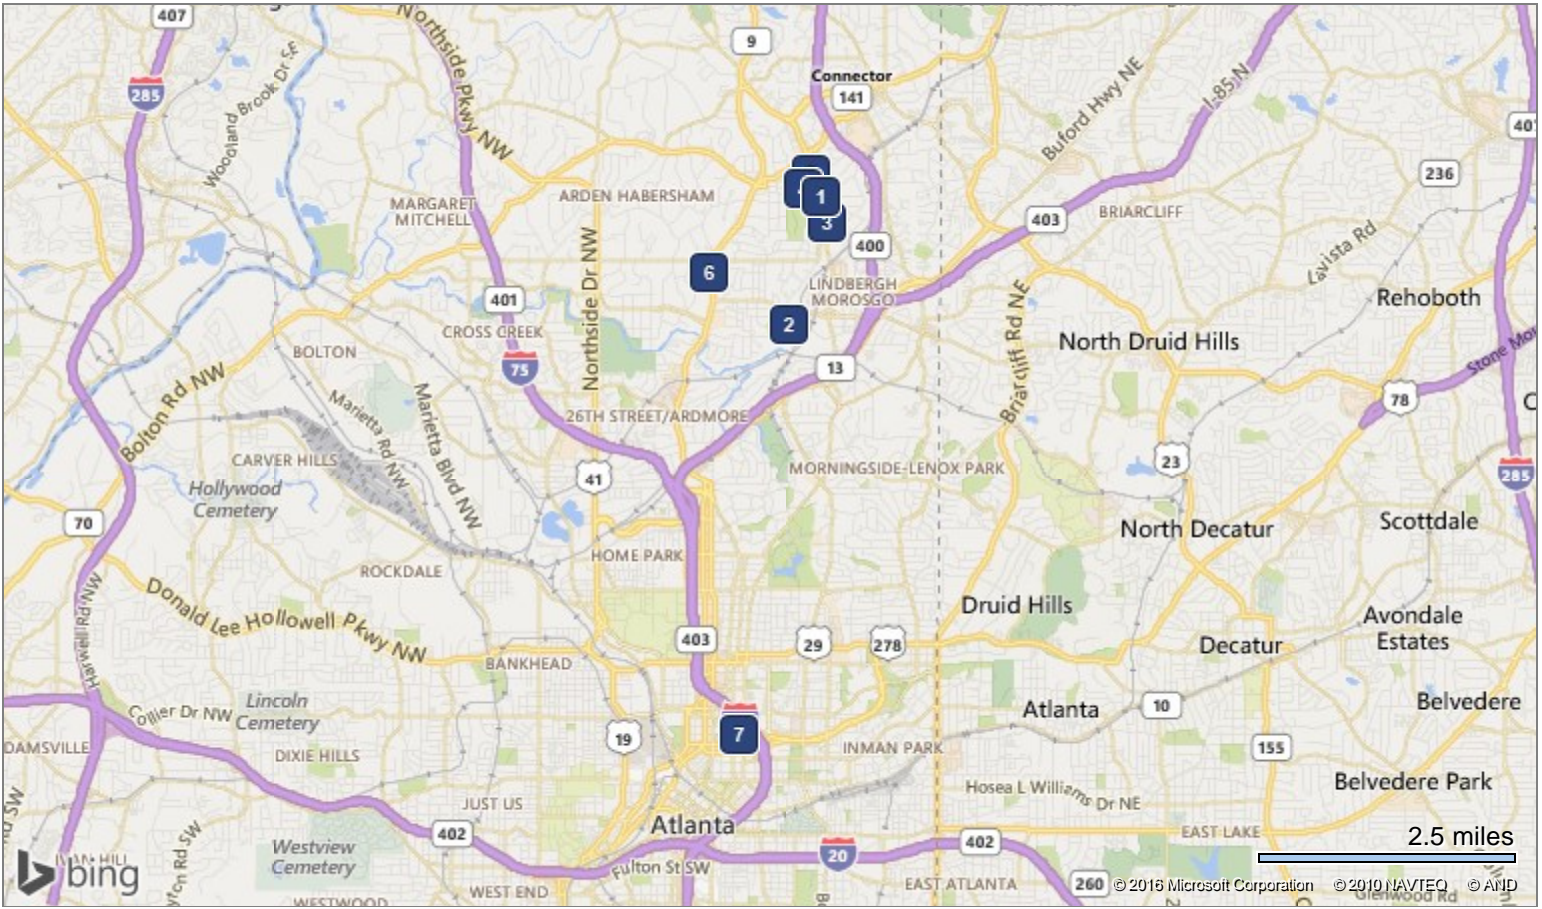 407
Northside Pkwy NW
9
Connector
141
285
Woodland Brook Dr SE
Buford Hwy NE
I-85 N
236
MARGARET
MITCHELL
ARDEN HABERSHAM
1
3
403
BRIARCLIFF
400
Lavista Rd
6
LINDBERGH
MOROSGO
Rehoboth
401
CROSS CREEK
Northside Dr NW
2
Briarcliff Rd NE
North Druid Hills
BOLTON
75
13
Bolton Rd NW
Marietta Rd NW
Marietta Blvd NW
26TH STREET/ARDMORE
78
CARVER HILLS
41
MORNINGSIDE-LENOX PARK
23
285
Hollywood
Cemetery
70
North Decatur
Scottdale
HOME PARK
ROCKDALE
Harwell Rd NW
Donald Lee Hollowell Pkwy NW
Druid Hills
Avondale
Estates
403
29
278
Decatur
BANKHEAD
Lincoln
Cemetery
Collier Dr NW
Atlanta
10
Belvedere
DAMSVILLE
DIXIE HILLS
19
7
INMAN PARK
155
Belvedere Park
Hosea L Williams Dr NE
JUST US
Atlanta
402
EAST LAKE
2.5 miles
Westview
Cemetery
20
402
bing
Fulton St SW
WEST END
EAST ATLANTA
260
© 2016 Microsoft Corporation © 2010 NAVTEQ © AND
Glenwood Rd
WESTWOOD